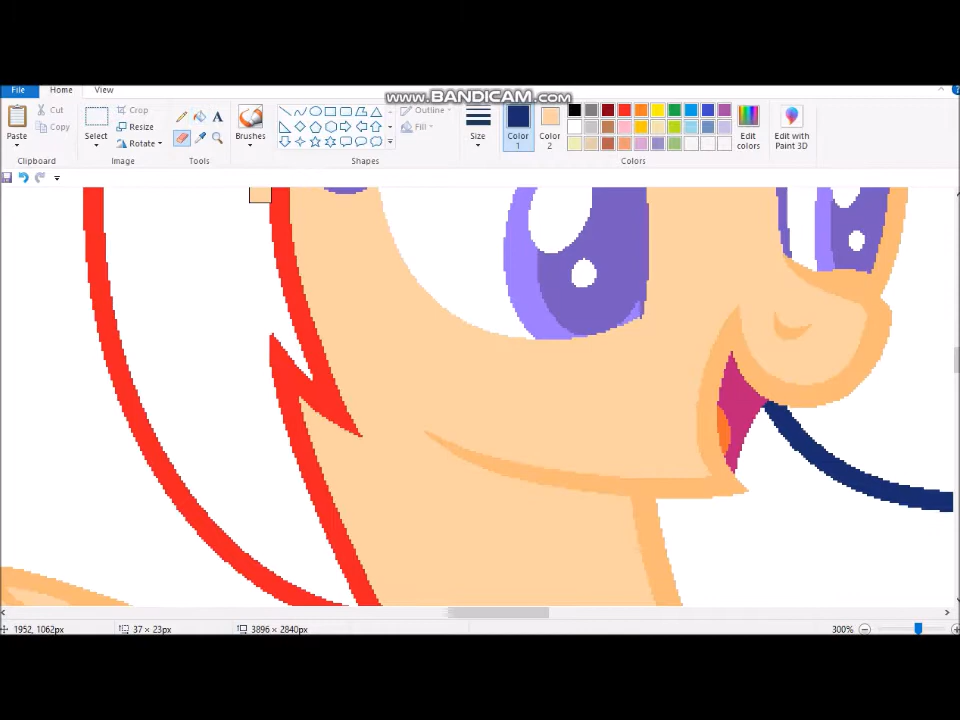 File Home View
www.BANDICAM.com
Paste
Cut
Copy
Clipboard
Select
Crop
Resize
Rotate
Image
A
Tools
Brushes
Outline
Fill
Shapes
Size
Color 1
Color 2
Edit colors
Colors
Edit with Paint 3D
1952, 1062px
37 × 23px
3896 × 2840px
300%